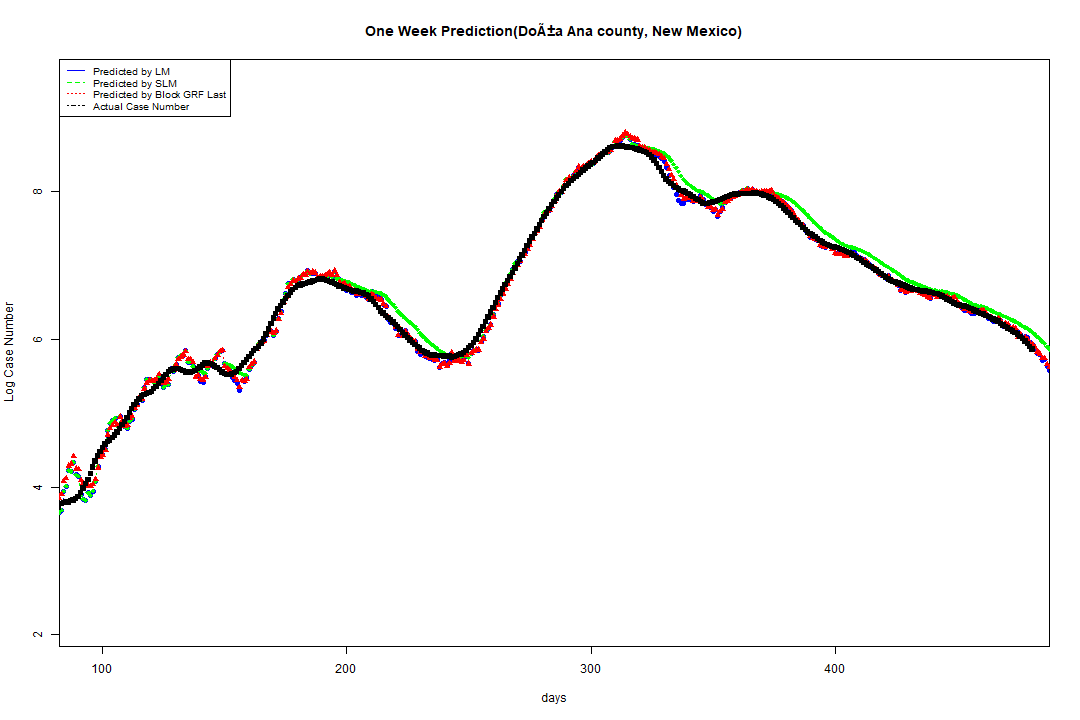 One Week Prediction(DoÃ±a Ana county, New Mexico)
Predicted by LM
Predicted by SLM
Predicted by Block GRF Last
Actual Case Number
Log Case Number
8
6
4
2
100 200 300 400
days